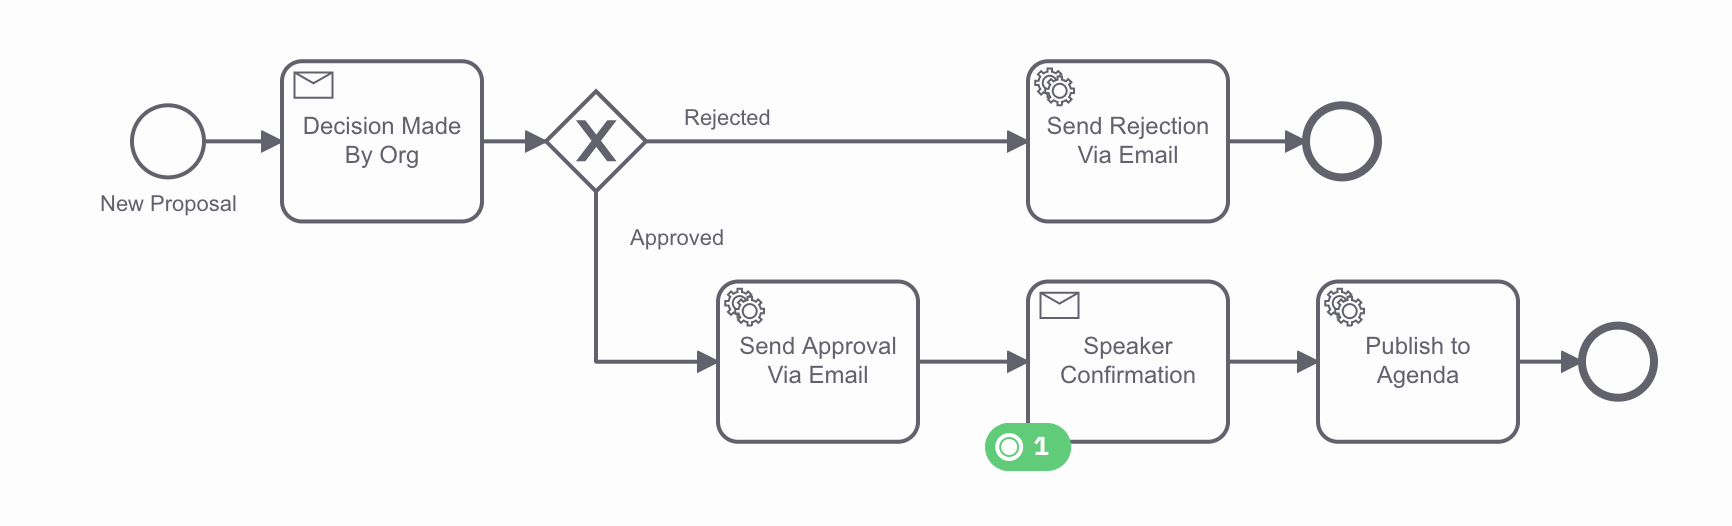 New Proposal
Decision Made
By Org
X
Rejected
Send Rejection
Via Email
Approved
Send Approval
Via Email
Speaker
Confirmation
1
Publish to
Agenda